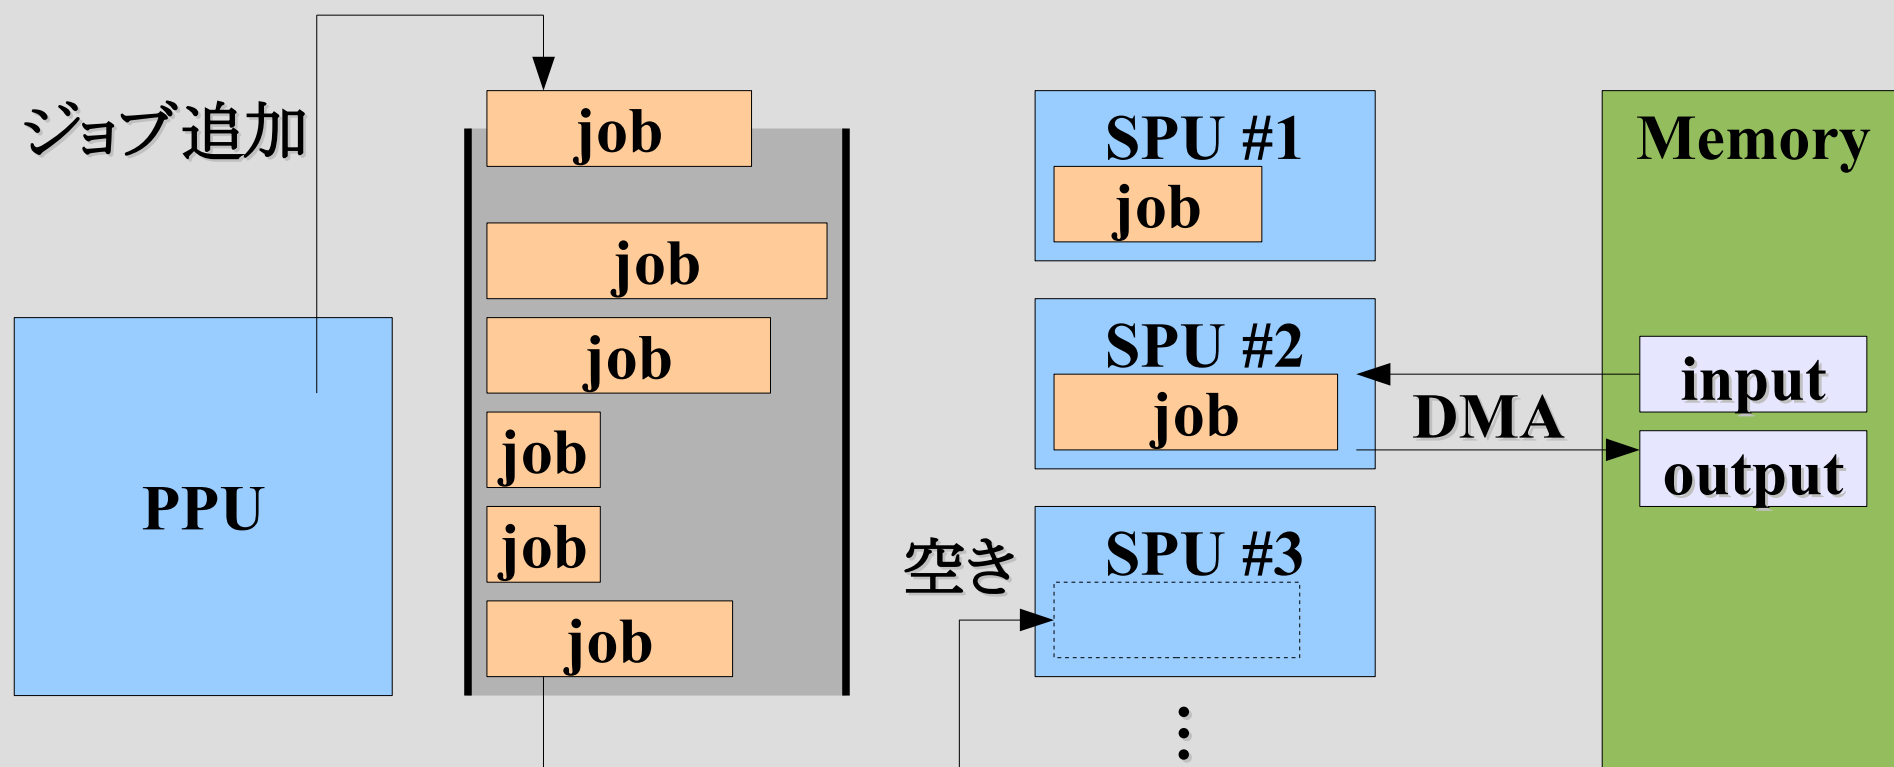 ジョブ追加
PPU
job
job
job
job
job
job
SPU #1
job
SPU #2
job
空き
SPU #3
DMA
Memory
input
output